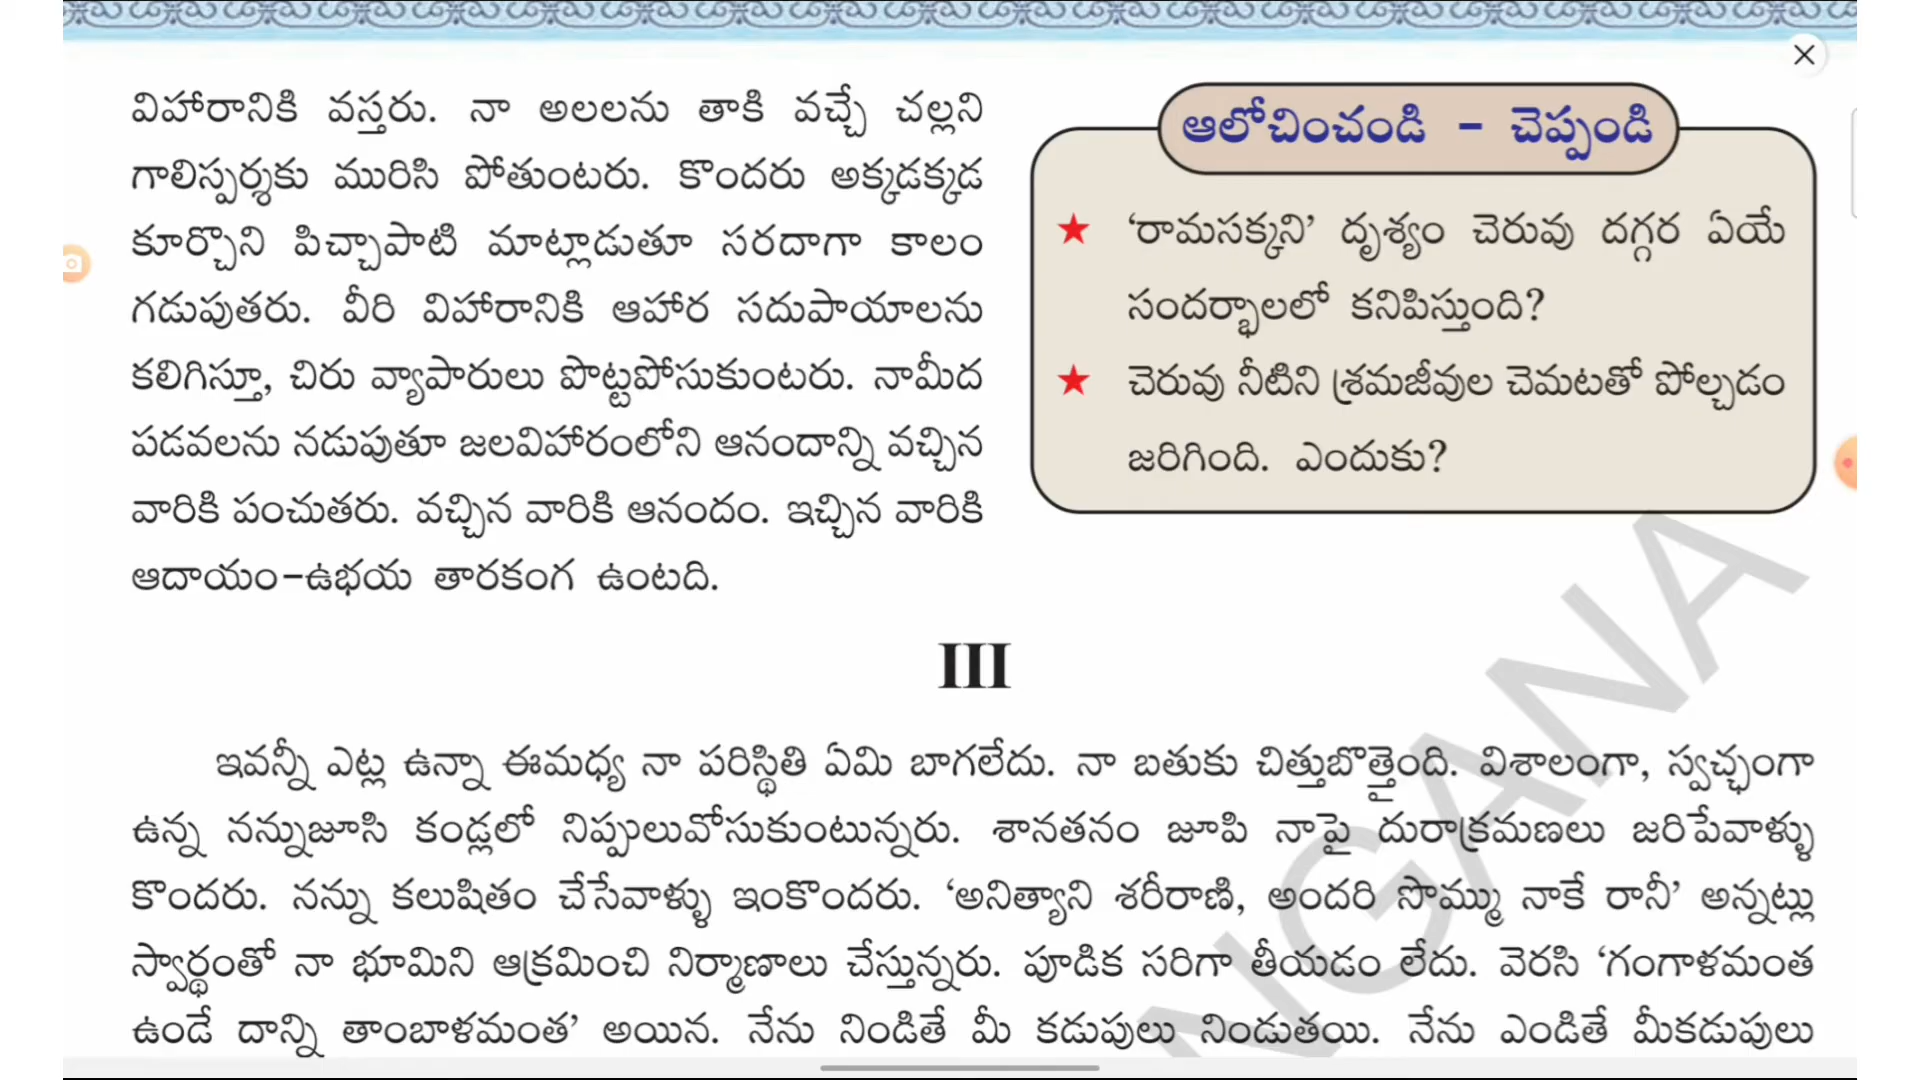 విహారానికి వస్తరు. నా అలలను తాకి వచ్చే చల్లని
గాలిస్పర్శకు మురిసి పోతుంటరు. కొందరు అక్కడక్కడ
కూర్చొని పిచ్చాపాటి మాట్లాడుతూ సరదాగా కాలం
గడుపుతరు. వీరి విహారానికి ఆహార సదుపాయాలను
కలిగిస్తూ, చిరు వ్యాపారులు పొట్టపోసుకుంటరు. నామీద
పడవలను నడుపుతూ జలవిహారంలోని ఆనందాన్ని వచ్చిన
వారికి పంచుతరు. వచ్చిన వారికి ఆనందం. ఇచ్చిన వారికి
ఆదాయం-ఉభయ తారకంగ ఉంటది.
ఆలోచించండి - చెప్పండి
★ ‘రామసక్కని’ దృశ్యం చెరువు దగ్గర ఏయే
సందర్భాలలో కనిపిస్తుంది?
★ చెరువు నీటిని శ్రమజీవుల చెమటతో పోల్చడం
జరిగింది. ఎందుకు?
III
ఇవన్నీ ఎట్ల ఉన్నా ఈమధ్య నా పరిస్థితి ఏమి బాగలేదు. నా బతుకు చిత్తుబొత్తైంది. విశాలంగా, స్వచ్ఛంగా
ఉన్న నన్నుజూసి కండ్లలో నిప్పులువోసుకుంటున్నరు. శానతనం జూపి నాపై దురాక్రమణలు జరిపేవాళ్ళు
కొందరు. నన్ను కలుషితం చేసేవాళ్ళు ఇంకొందరు. ‘అనిత్యాని శరీరాణి, అందరి సొమ్ము నాకే రానీ’ అన్నట్లు
స్వార్థంతో నా భూమిని ఆక్రమించి నిర్మాణాలు చేస్తున్నరు. పూడిక సరిగా తీయడం లేదు. వెరసి ‘గంగాళమంత
ఉండే దాన్ని తాంబాళమంత’ అయిన. నేను నిండితే మీ కడుపులు నిండుతయి. నేను ఎండితే మీకడుపులు
NGANA